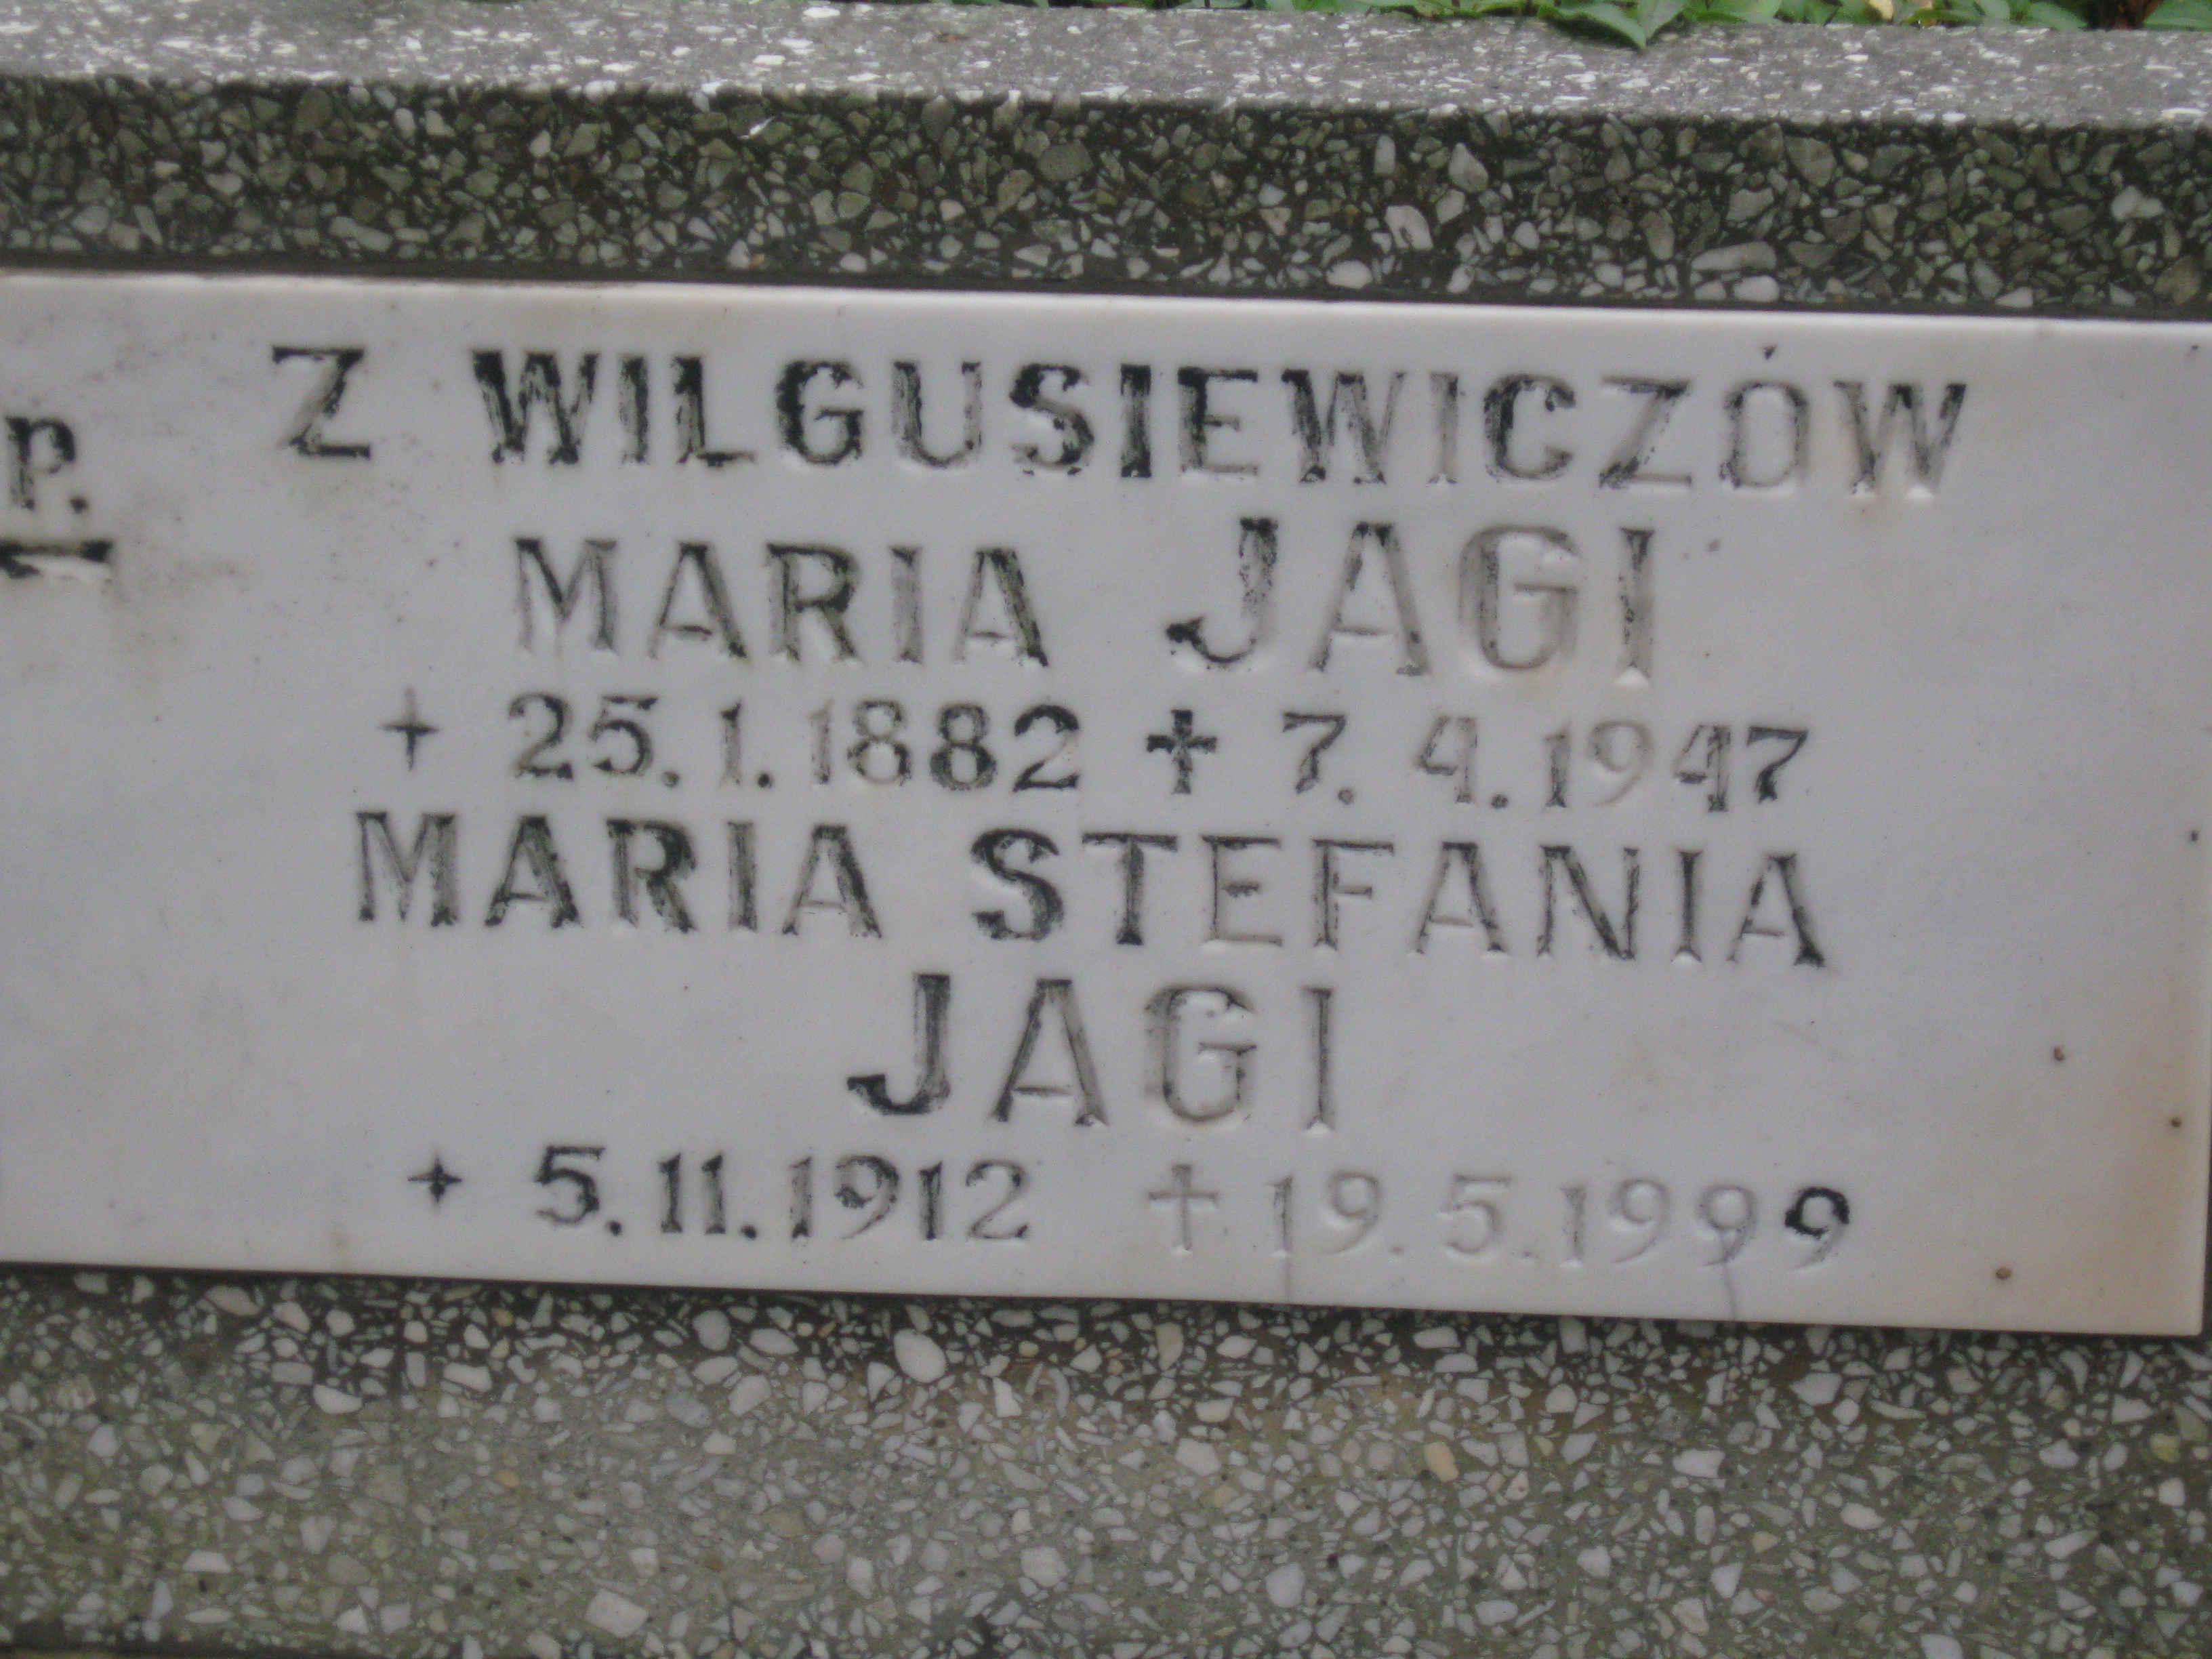 p.
Z WILGUSIEWICZÓW
MARIA JAGI
+ 25.1.1882 ✝ 7.4.1947
MARIA STEFANIA
JAGI
+ 5.11.1912 ✝ 19.5.1999